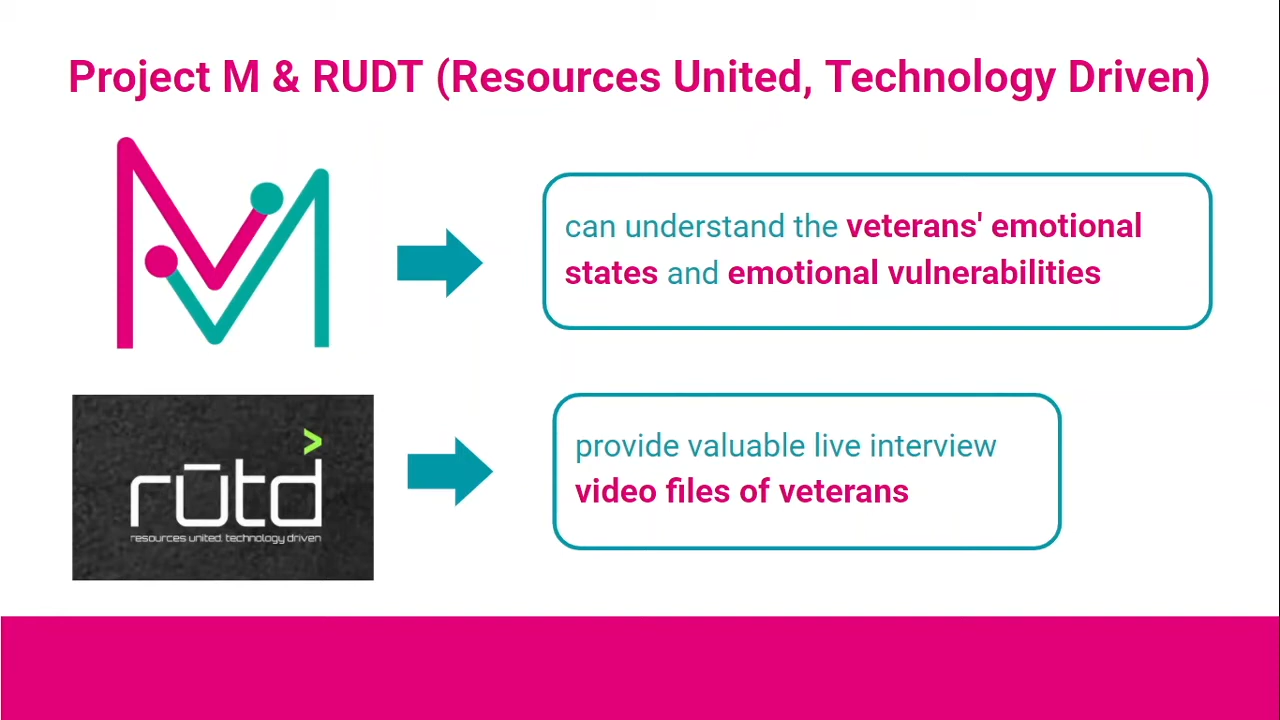 Project M & RUDT (Resources United, Technology Driven)
can understand the veterans' emotional
states and emotional vulnerabilities
rūtd
resources united. technology driven
provide valuable live interview
video files of veterans